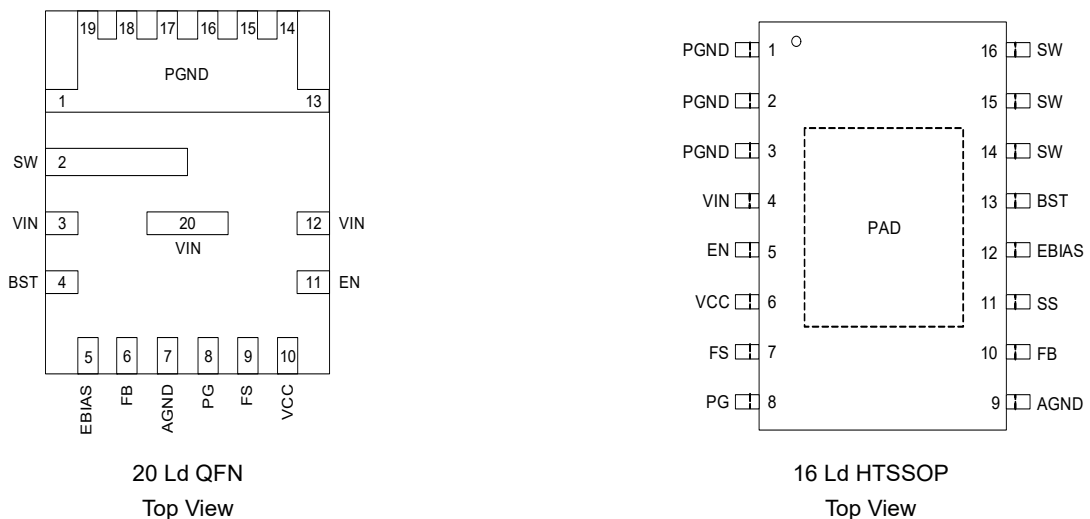 19 18 17 16 15 14
PGND
1 13
SW 2
VIN 3 20 12 VIN
VIN
BST 4 11 EN
5 6 7 8 9 10
EBIAS FB AGND PG FS VCC
20 Ld QFN
Top View
PGND 1 16 SW
PGND 2 15 SW
PGND 3 14 SW
VIN 4 13 BST
PAD
EN 5 12 EBIAS
VCC 6 11 SS
FS 7 10 FB
PG 8 9 AGND
16 Ld HTSSOP
Top View